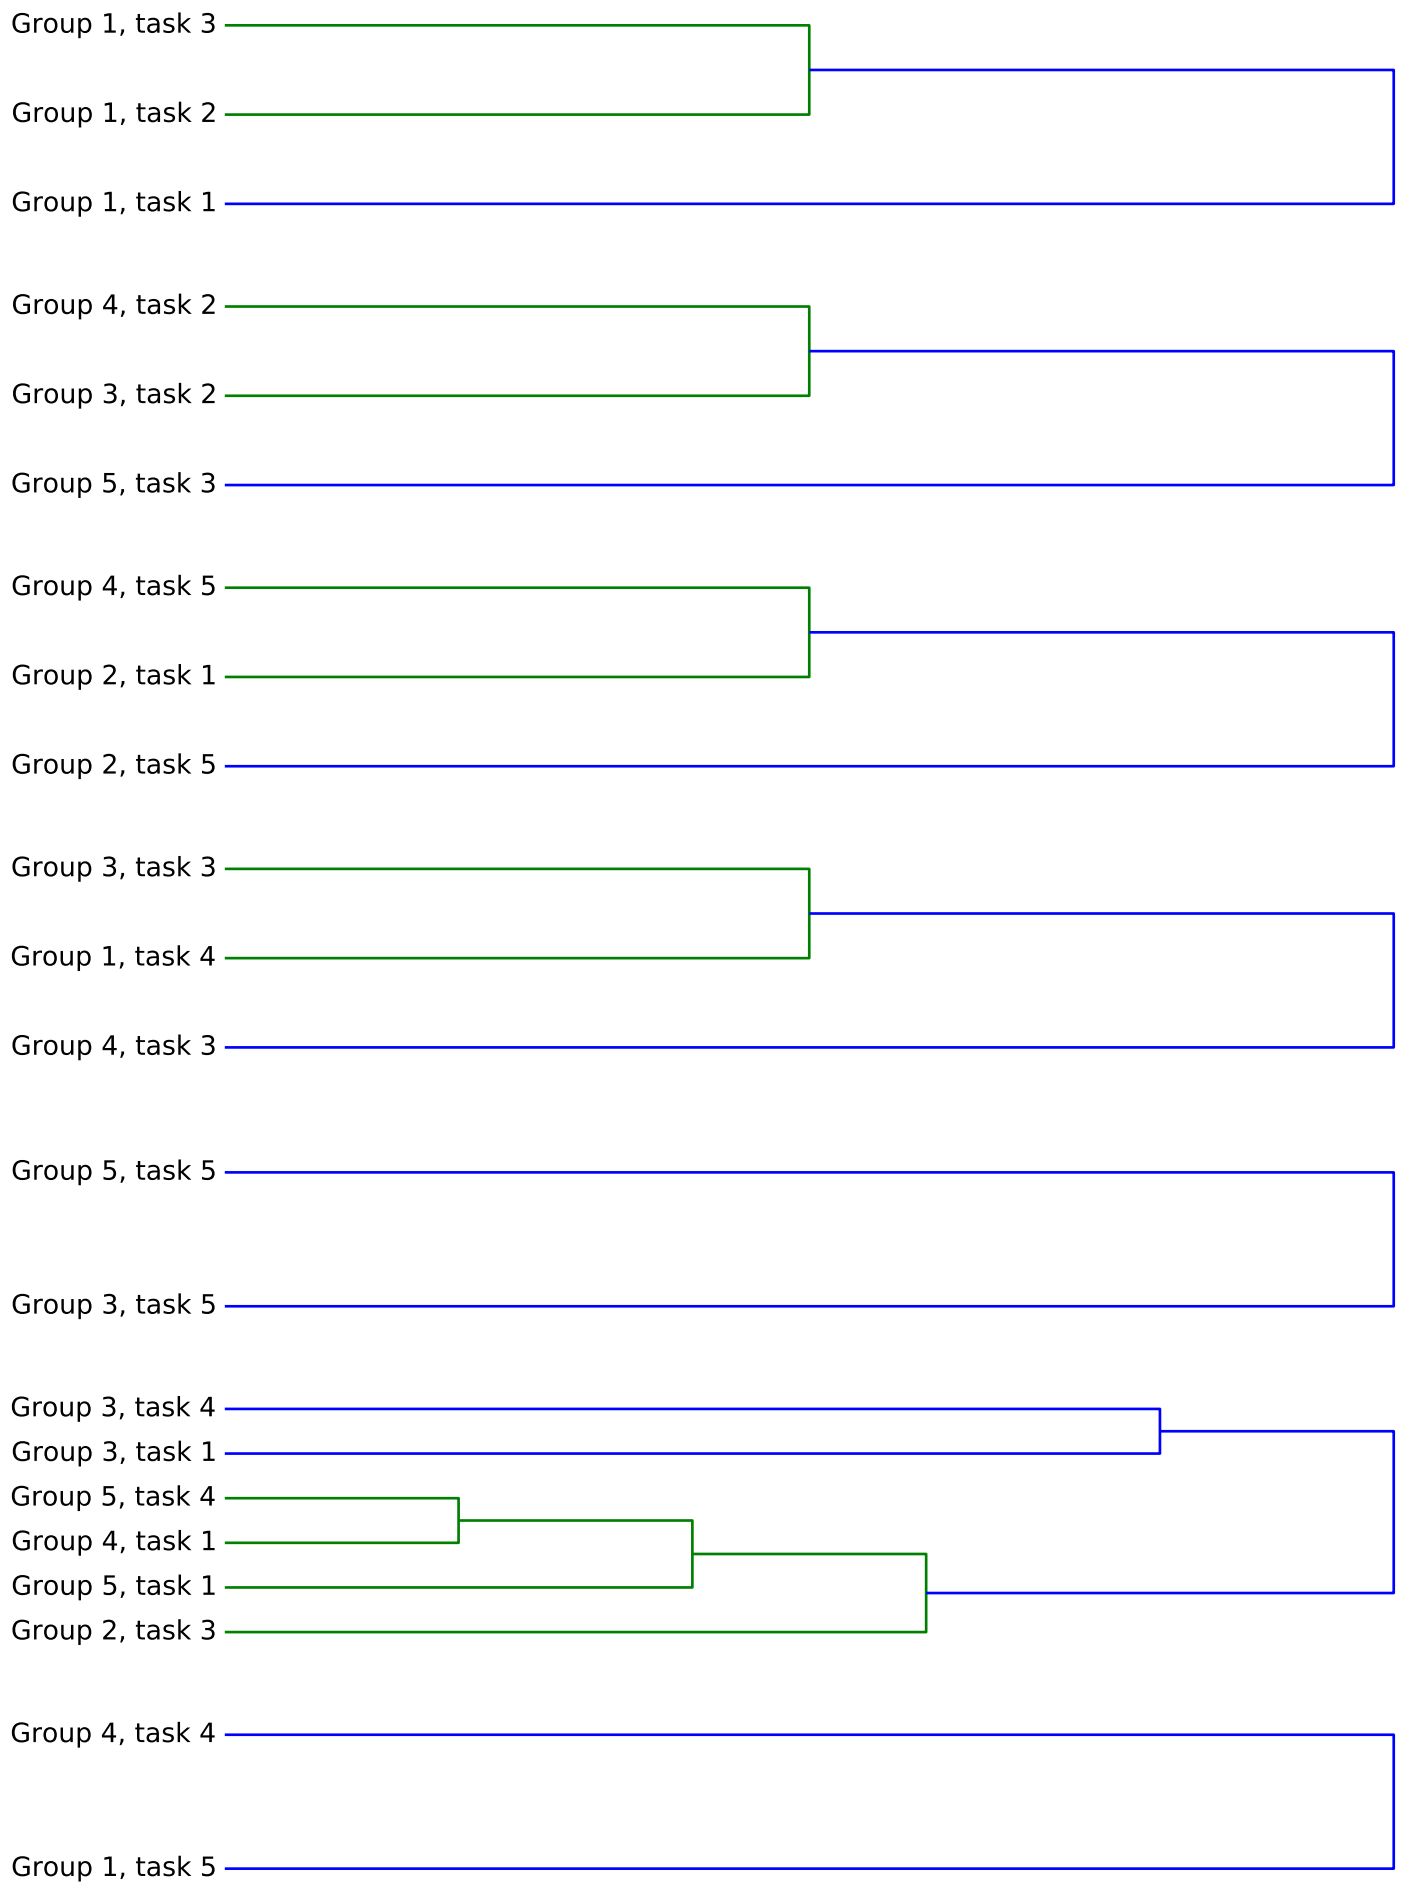 Group 1, task 3
Group 1, task 2
Group 1, task 1
Group 4, task 2
Group 3, task 2
Group 5, task 3
Group 4, task 5
Group 2, task 1
Group 2, task 5
Group 3, task 3
Group 1, task 4
Group 4, task 3
Group 5, task 5
Group 3, task 5
Group 3, task 4
Group 3, task 1
Group 5, task 4
Group 4, task 1
Group 5, task 1
Group 2, task 3
Group 4, task 4
Group 1, task 5